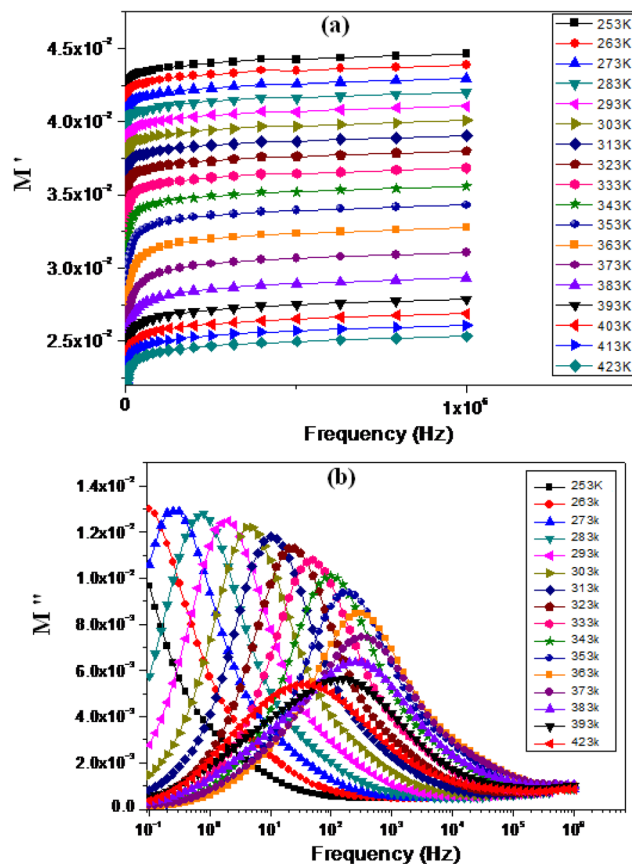 (a)
4.5x10⁻²
4.0x10⁻²
3.5x10⁻²
3.0x10⁻²
2.5x10⁻²
M'
0
1x10⁶
Frequency (Hz)
253K
263K
273K
283K
293K
303K
313K
323K
333K
343K
353K
363K
373K
383K
393K
403K
413K
423K
(b)
1.4x10⁻²
1.2x10⁻²
1.0x10⁻²
8.0x10⁻³
6.0x10⁻³
4.0x10⁻³
2.0x10⁻³
0.0
M''
10⁻¹
10⁰
10¹
10²
10³
10⁴
10⁵
10⁶
Frequency (Hz)
253K
263k
273k
283k
293k
303k
313k
323k
333k
343k
353k
363k
373k
383k
393k
423k